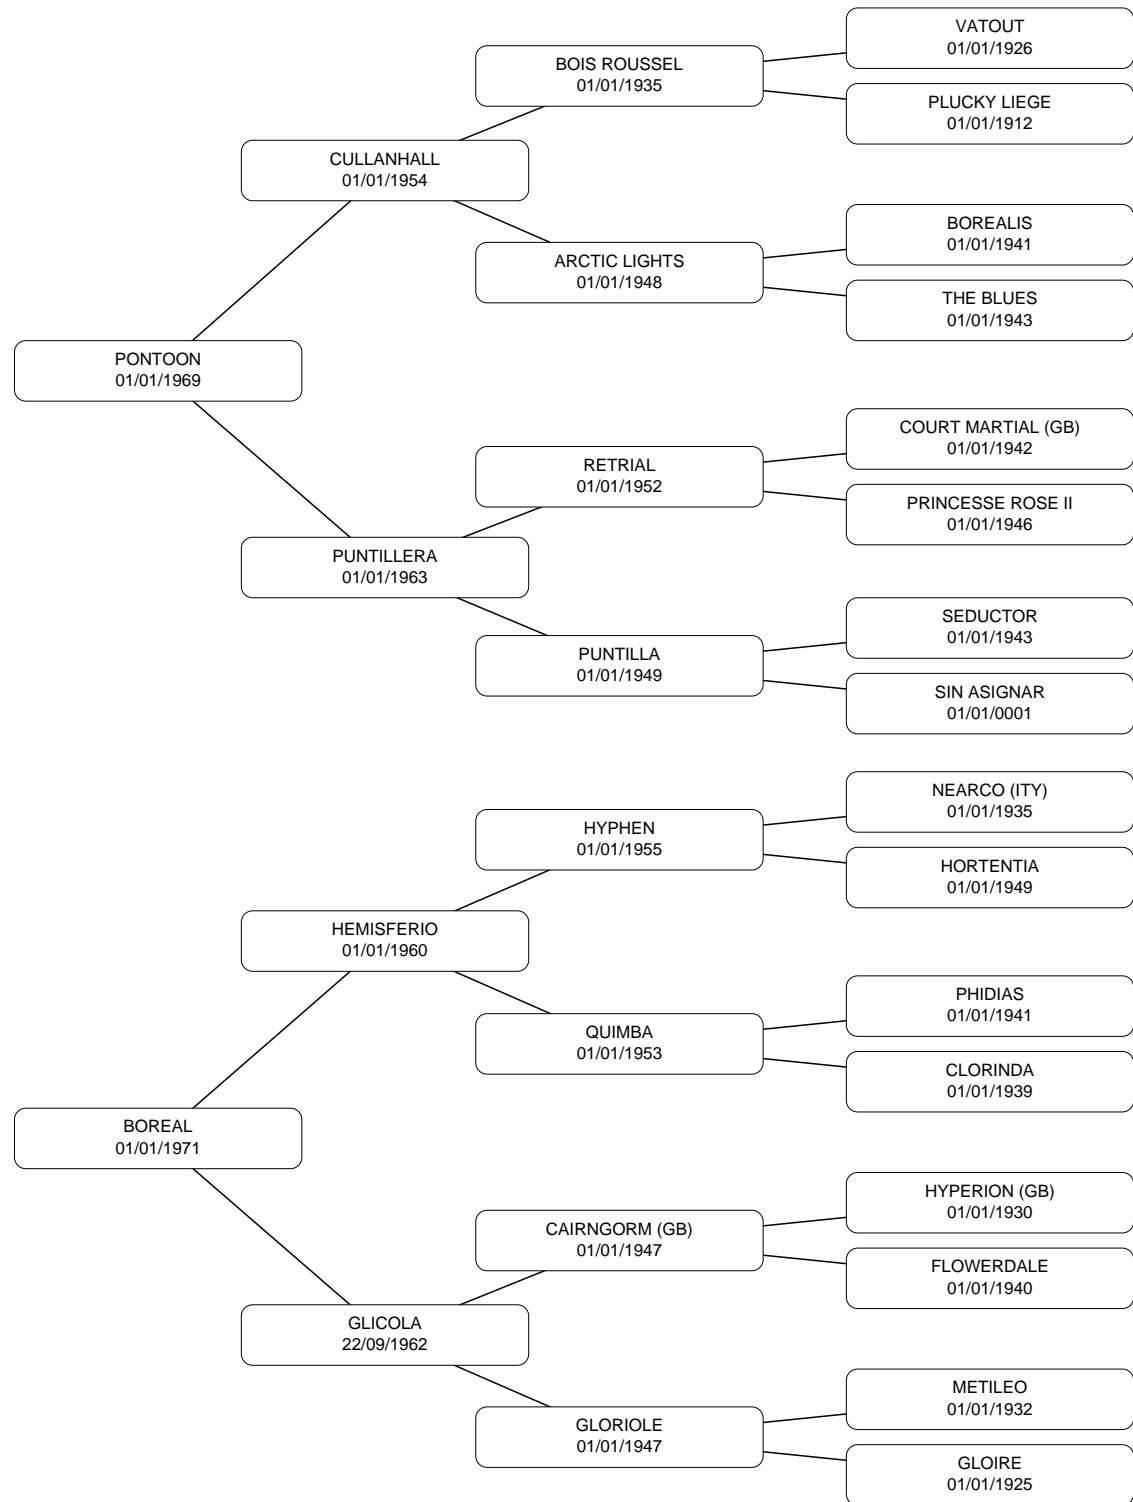 VATOUT
01/01/1926
BOIS ROUSSEL
01/01/1935
PLUCKY LIEGE
01/01/1912
CULLANHALL
01/01/1954
BOREALIS
01/01/1941
ARCTIC LIGHTS
01/01/1948
THE BLUES
01/01/1943
PONTOON
01/01/1969
COURT MARTIAL (GB)
01/01/1942
RETRIAL
01/01/1952
PRINCESSE ROSE II
01/01/1946
PUNTILLERA
01/01/1963
SEDUCTOR
01/01/1943
PUNTILLA
01/01/1949
SIN ASIGNAR
01/01/0001
NEARCO (ITY)
01/01/1935
HYPHEN
01/01/1955
HORTENTIA
01/01/1949
HEMISFERIO
01/01/1960
PHIDIAS
01/01/1941
QUIMBA
01/01/1953
CLORINDA
01/01/1939
BOREAL
01/01/1971
HYPERION (GB)
01/01/1930
CAIRNGORM (GB)
01/01/1947
FLOWERDALE
01/01/1940
GLICOLA
22/09/1962
METILEO
01/01/1932
GLORIOLE
01/01/1947
GLOIRE
01/01/1925